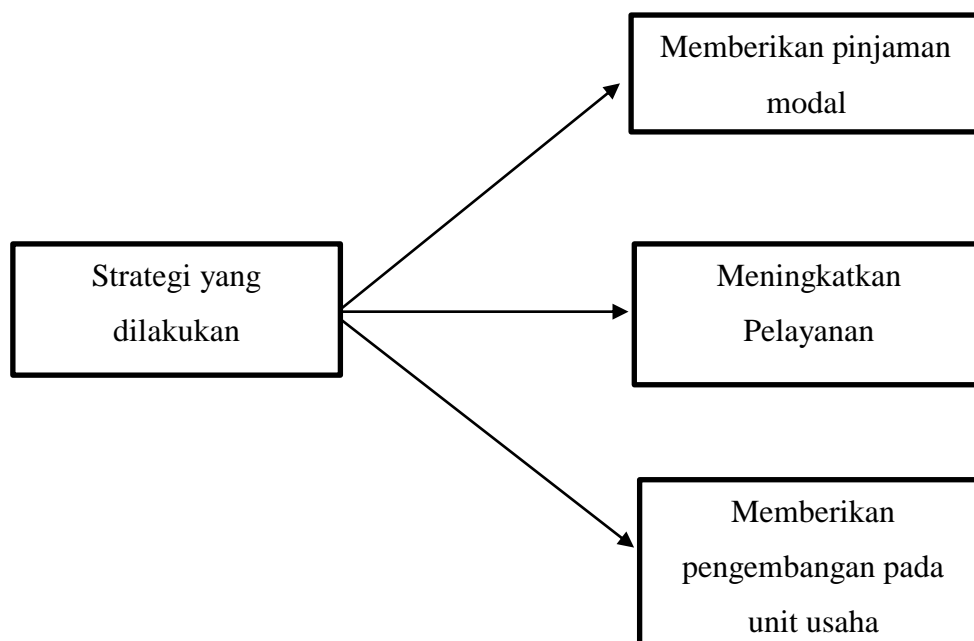 Memberikan pinjaman
modal
Strategi yang
dilakukan
Meningkatkan
Pelayanan
Memberikan
pengembangan pada
unit usaha